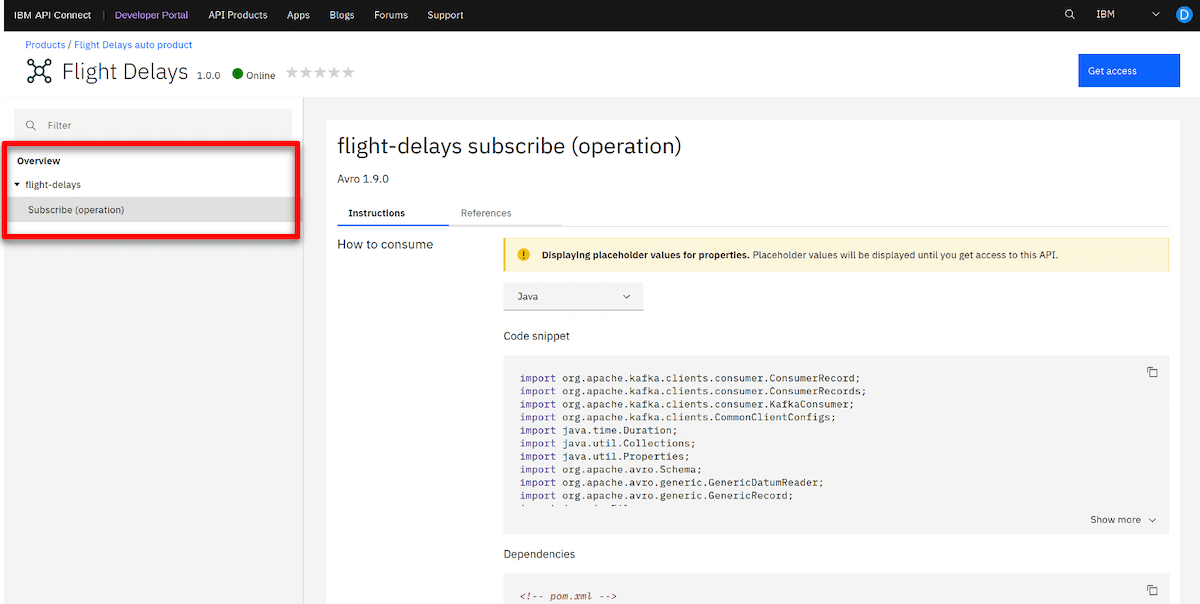 IBM API Connect | Developer Portal API Products Apps Blogs Forums Support IBM D
Products / Flight Delays auto product
Flight Delays 1.0.0 Online
Get access
Filter
Overview
flight-delays
Subscribe (operation)
flight-delays subscribe (operation)
Avro 1.9.0
Instructions References
How to consume
Displaying placeholder values for properties. Placeholder values will be displayed until you get access to this API.
Java
Code snippet
import org.apache.kafka.clients.consumer.ConsumerRecord;
import org.apache.kafka.clients.consumer.ConsumerRecords;
import org.apache.kafka.clients.consumer.KafkaConsumer;
import org.apache.kafka.clients.CommonClientConfigs;
import java.time.Duration;
import java.util.Collections;
import java.util.Properties;
import org.apache.avro.Schema;
import org.apache.avro.generic.GenericDatumReader;
import org.apache.avro.generic.GenericRecord;
Show more
Dependencies
<!-- pom.xml -->